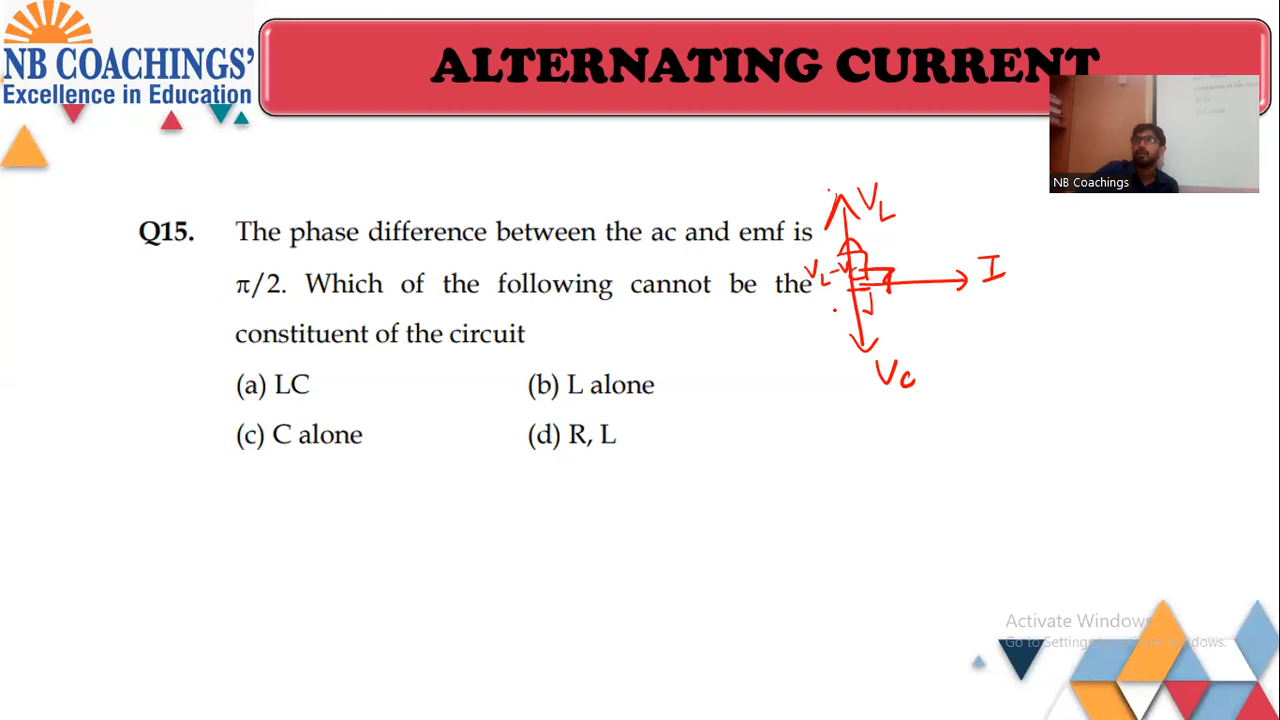 NB COACHINGS'
Excellence in Education
ALTERNATING CURRENT
NB Coachings
Q15. The phase difference between the ac and emf is
π/2. Which of the following cannot be the
constituent of the circuit
(a) LC (b) L alone
(c) C alone (d) R, L
VL
I
VC
Activate Windows